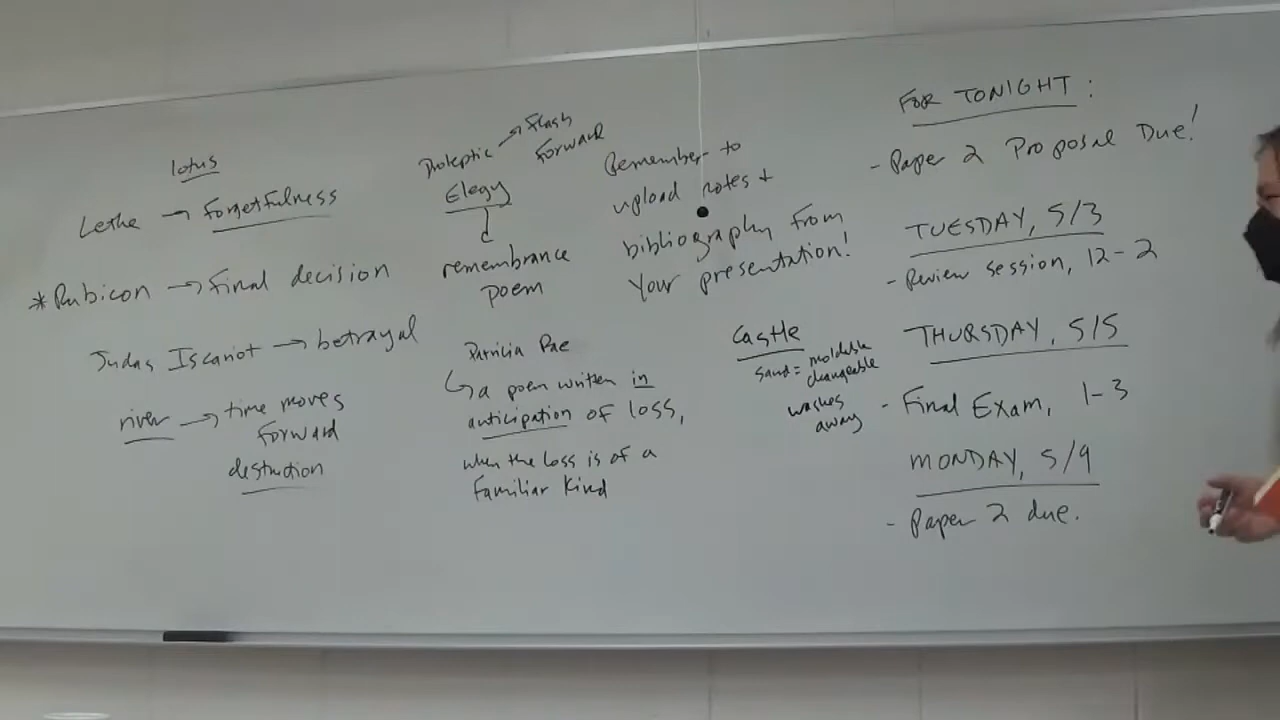 lotus
Lethe → Forgetfulness
*Rubicon → Final decision
Judas Iscariot → betrayal
river → time moves
forward
destruction
Proleptic → Flash
Forward
Elegy
remembrance
poem
Patricia Rae
↳ a poem written in
anticipation of loss,
when the loss is of a
Familiar Kind
Remember to
upload notes +
bibliography from
your presentation!
Castle
sand = moldable
changeable
washes
away
FOR TONIGHT:
- Paper 2 Proposal Due!
TUESDAY, 5/3
- Review session, 12-2
THURSDAY, 5/5
- Final Exam, 1-3
MONDAY, 5/9
- Paper 2 due.